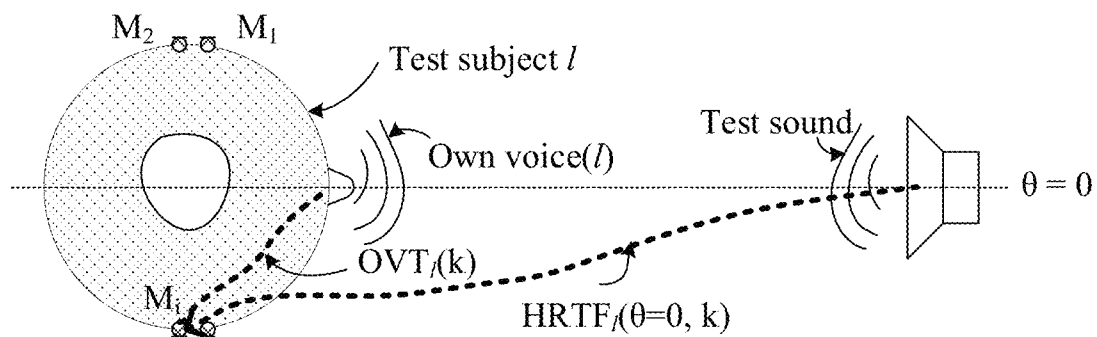 M₂ M₁
Test subject l
Test sound
Own voice(l)
θ = 0
OVTₗ(k)
Mᵢ
HRTFₗ(θ=0, k)